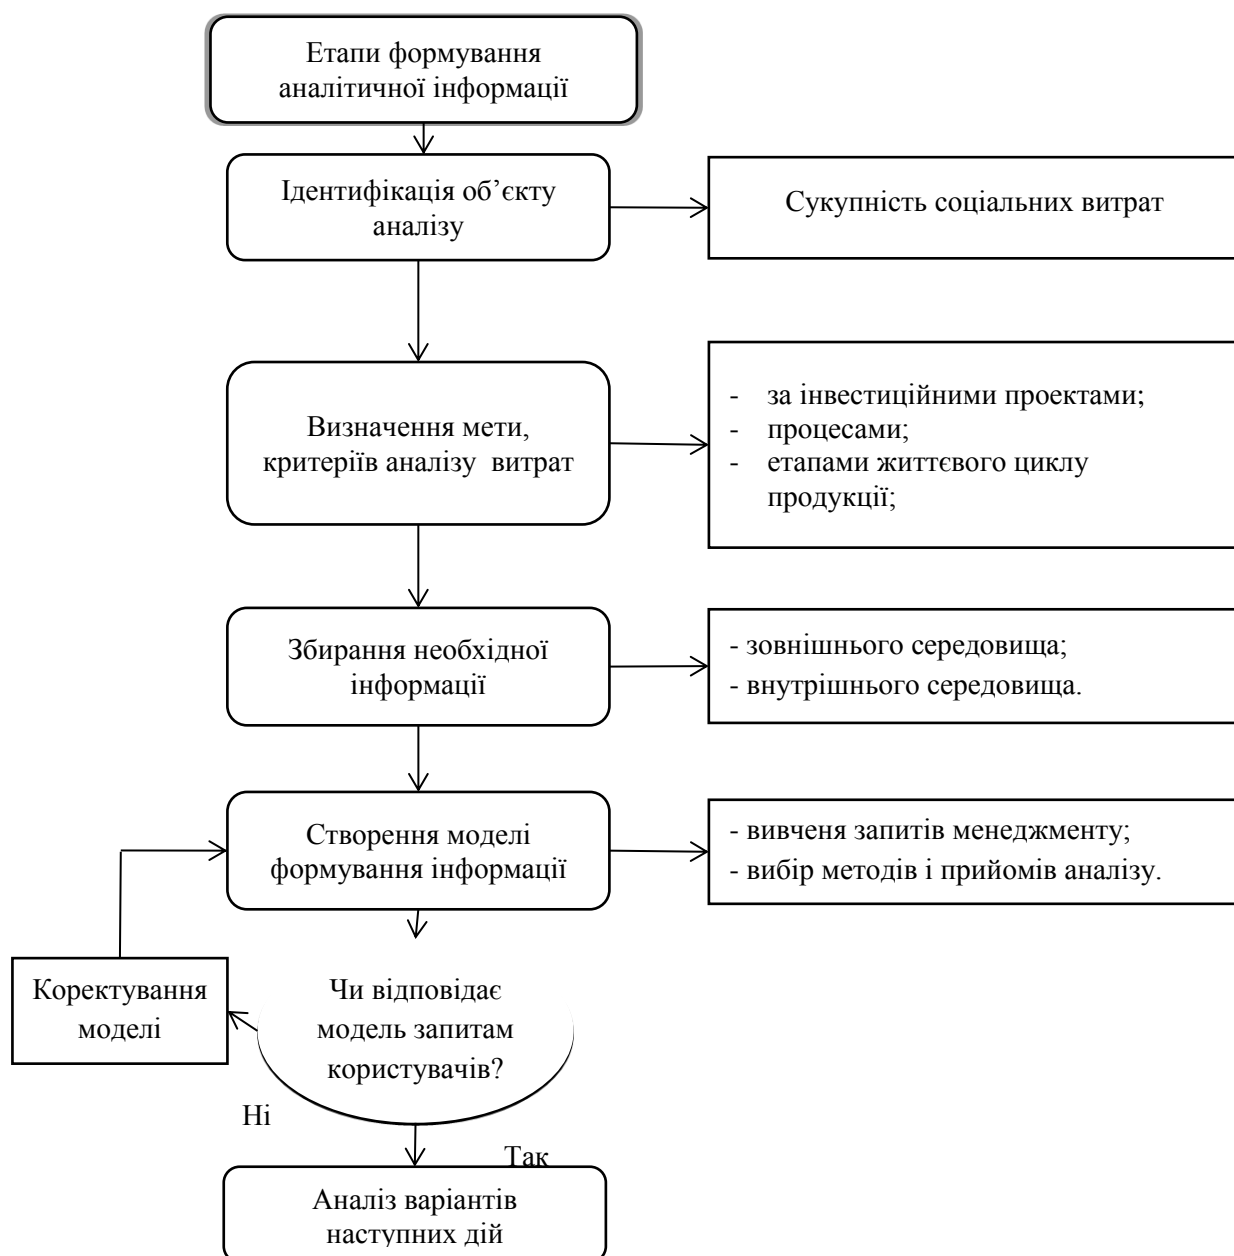 Етапи формування
аналітичної інформації
Ідентифікація об’єкту
аналізу
Сукупність соціальних витрат
Визначення мети,
критеріїв аналізу витрат
- за інвестиційними проектами;
- процесами;
- етапами життєвого циклу
продукції;
Збирання необхідної
інформації
- зовнішнього середовища;
- внутрішнього середовища.
Створення моделі
формування інформації
- вивченя запитів менеджменту;
- вибір методів і прийомів аналізу.
Коректування
моделі
Чи відповідає
модель запитам
користувачів?
Ні
Так
Аналіз варіантів
наступних дій